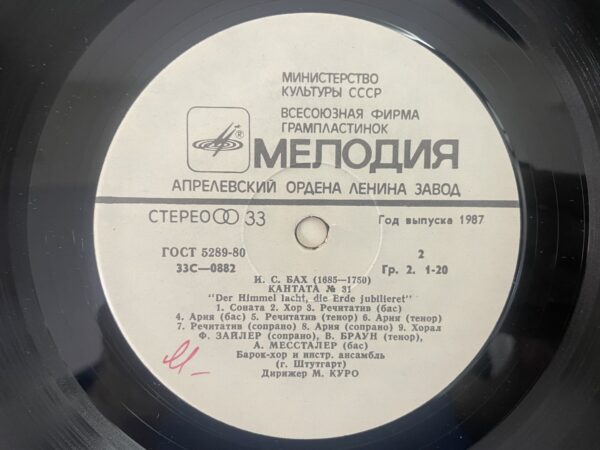 МИНИСТЕРСТВО
КУЛЬТУРЫ СССР
ВСЕСОЮЗНАЯ ФИРМА
ГРАМПЛАСТИНОК
® МЕЛОДИЯ
АПРЕЛЕВСКИЙ ОРДЕНА ЛЕНИНА ЗАВОД
СТЕРЕО 33
Год выпуска 1987
ГОСТ 5289-80
2
33С—0882
Гр. 2. 1-20
И. С. БАХ (1685—1750)
КАНТАТА № 31
"Der Himmel lacht, die Erde jubilieret"
1. Соната 2. Хор 3. Речитатив (бас)
4. Ария (бас) 5. Речитатив (тенор) 6. Ария (тенор)
7. Речитатив (сопрано) 8. Ария (сопрано) 9. Хорал
Ф. ЗАЙЛЕР (сопрано), В. БРАУН (тенор),
А. МЕССТАЛЕР (бас)
Барок-хор и инстр. ансамбль
(г. Штутгарт)
Дирижер М. КУРО